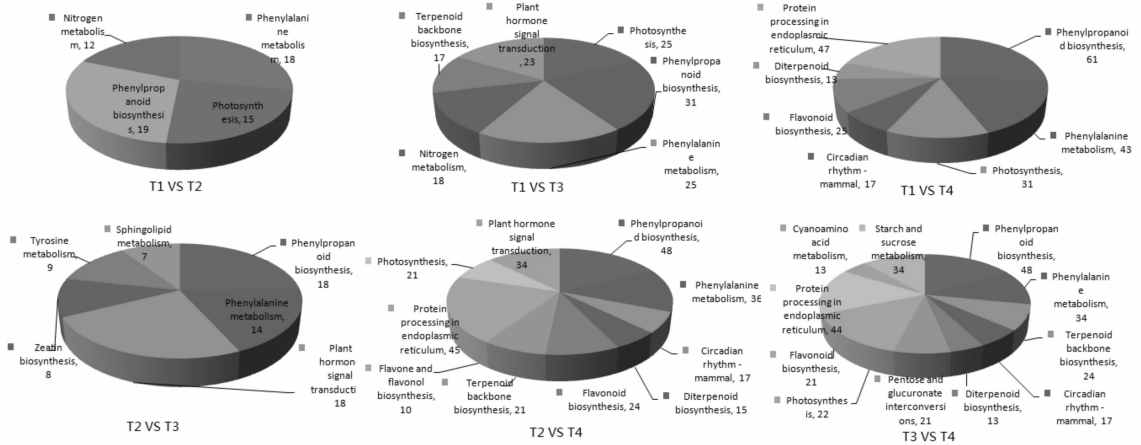 Nitrogen
metabolis
m, 12
Phenylala
ine
metaboli
m, 18
Phenylprop
anoid
biosynthesi
s, 19
Photosynth
esis, 15
T1 VS T2
Terpenoid
backbone
biosynthesis,
17
Plant
hormone
signal
transduction
, 23
Photosynthe
sis, 25
Phenylpropa
noid
biosynthesis,
31
Nitrogen
metabolism,
18
Phenylalanin
e
metabolism,
25
T1 VS T3
Protein
processing in
endoplasmic
reticulum, 47
Phenylpropanoi
d biosynthesis,
61
Diterpenoid
biosynthesis, 13
Flavonoid
biosynthesis, 25
Phenylalanine
metabolism, 43
Circadian
rhythm -
mammal, 17
Photosynthesis,
31
T1 VS T4
Sphingolipid
metabolism,
7
Tyrosine
metabolism,
9
Phenylpropan
oid
biosynthesis,
18
Phenylalanine
metabolism,
14
Zeatin
biosynthesis,
8
Plant
hormon
signal
transducti
18
T2 VS T3
Plant hormone
signal
transduction,
34
Phenylpropanoi
d biosynthesis,
48
Photosynthesis,
21
Phenylalanine
metabolism, 36
Protein
processing in
endoplasmic
reticulum, 45
Circadian
rhythm -
mammal, 17
Flavone and
flavonol
biosynthesis,
10
Terpenoid
backbone
biosynthesis, 21
Flavonoid
biosynthesis, 24
Diterpenoid
biosynthesis, 15
T2 VS T4
Cyanoamino
acid
metabolism,
13
Starch and
sucrose
metabolism,
34
Phenylpropa
noid
biosynthesis,
48
Phenylalanin
e
metabolism,
34
Protein
processing in
endoplasmic
reticulum, 44
Terpenoid
backbone
biosynthesis,
24
Flavonoid
biosynthesis,
21
Photosynthes
is, 22
Pentose and
glucuronate
interconversi
ons, 21
Diterpenoid
biosynthesis,
13
Circadian
rhythm -
mammal, 17
T3 VS T4